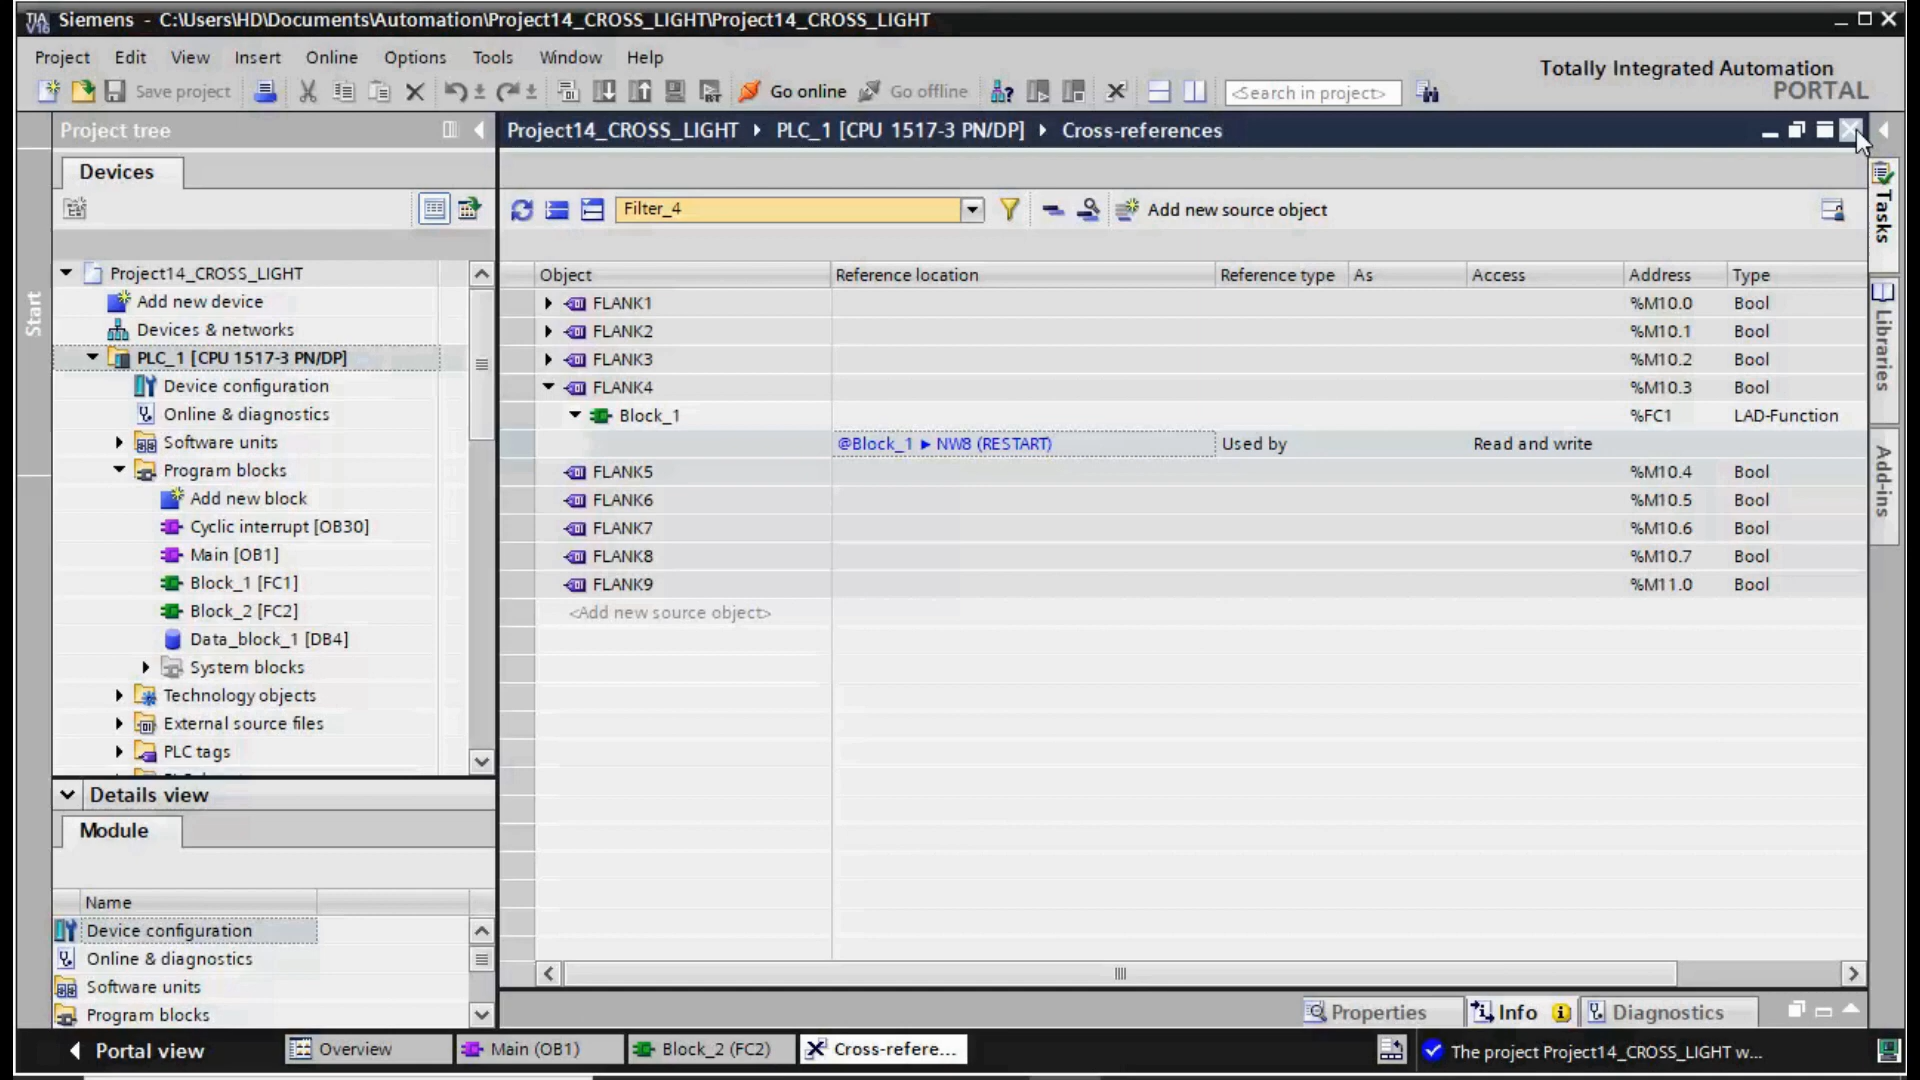 TIA V16 Siemens - C:\Users\HD\Documents\Automation\Project14_CROSS_LIGHT\Project14_CROSS_LIGHT
Project Edit View Insert Online Options Tools Window Help
Totally Integrated Automation
PORTAL
Save project Go online Go offline <Search in project>
Project tree
Project14_CROSS_LIGHT PLC_1 [CPU 1517-3 PN/DP] Cross-references
Devices
Filter_4 Add new source object
Start
Project14_CROSS_LIGHT
Add new device
Devices & networks
PLC_1 [CPU 1517-3 PN/DP]
Device configuration
Online & diagnostics
Software units
Program blocks
Add new block
Cyclic interrupt [OB30]
Main [OB1]
Block_1 [FC1]
Block_2 [FC2]
Data_block_1 [DB4]
System blocks
Technology objects
External source files
PLC tags
Details view
Module
Name
Device configuration
Online & diagnostics
Software units
Program blocks
Object Reference location Reference type As Access Address Type
FLANK1 %M10.0 Bool
FLANK2 %M10.1 Bool
FLANK3 %M10.2 Bool
FLANK4 %M10.3 Bool
Block_1 %FC1 LAD-Function
@Block_1 ▶ NW8 (RESTART) Used by Read and write
FLANK5 %M10.4 Bool
FLANK6 %M10.5 Bool
FLANK7 %M10.6 Bool
FLANK8 %M10.7 Bool
FLANK9 %M11.0 Bool
<Add new source object>
Tasks
Libraries
Add-ins
Properties Info Diagnostics
Portal view Overview Main (OB1) Block_2 (FC2) Cross-refere... The project Project14_CROSS_LIGHT w...